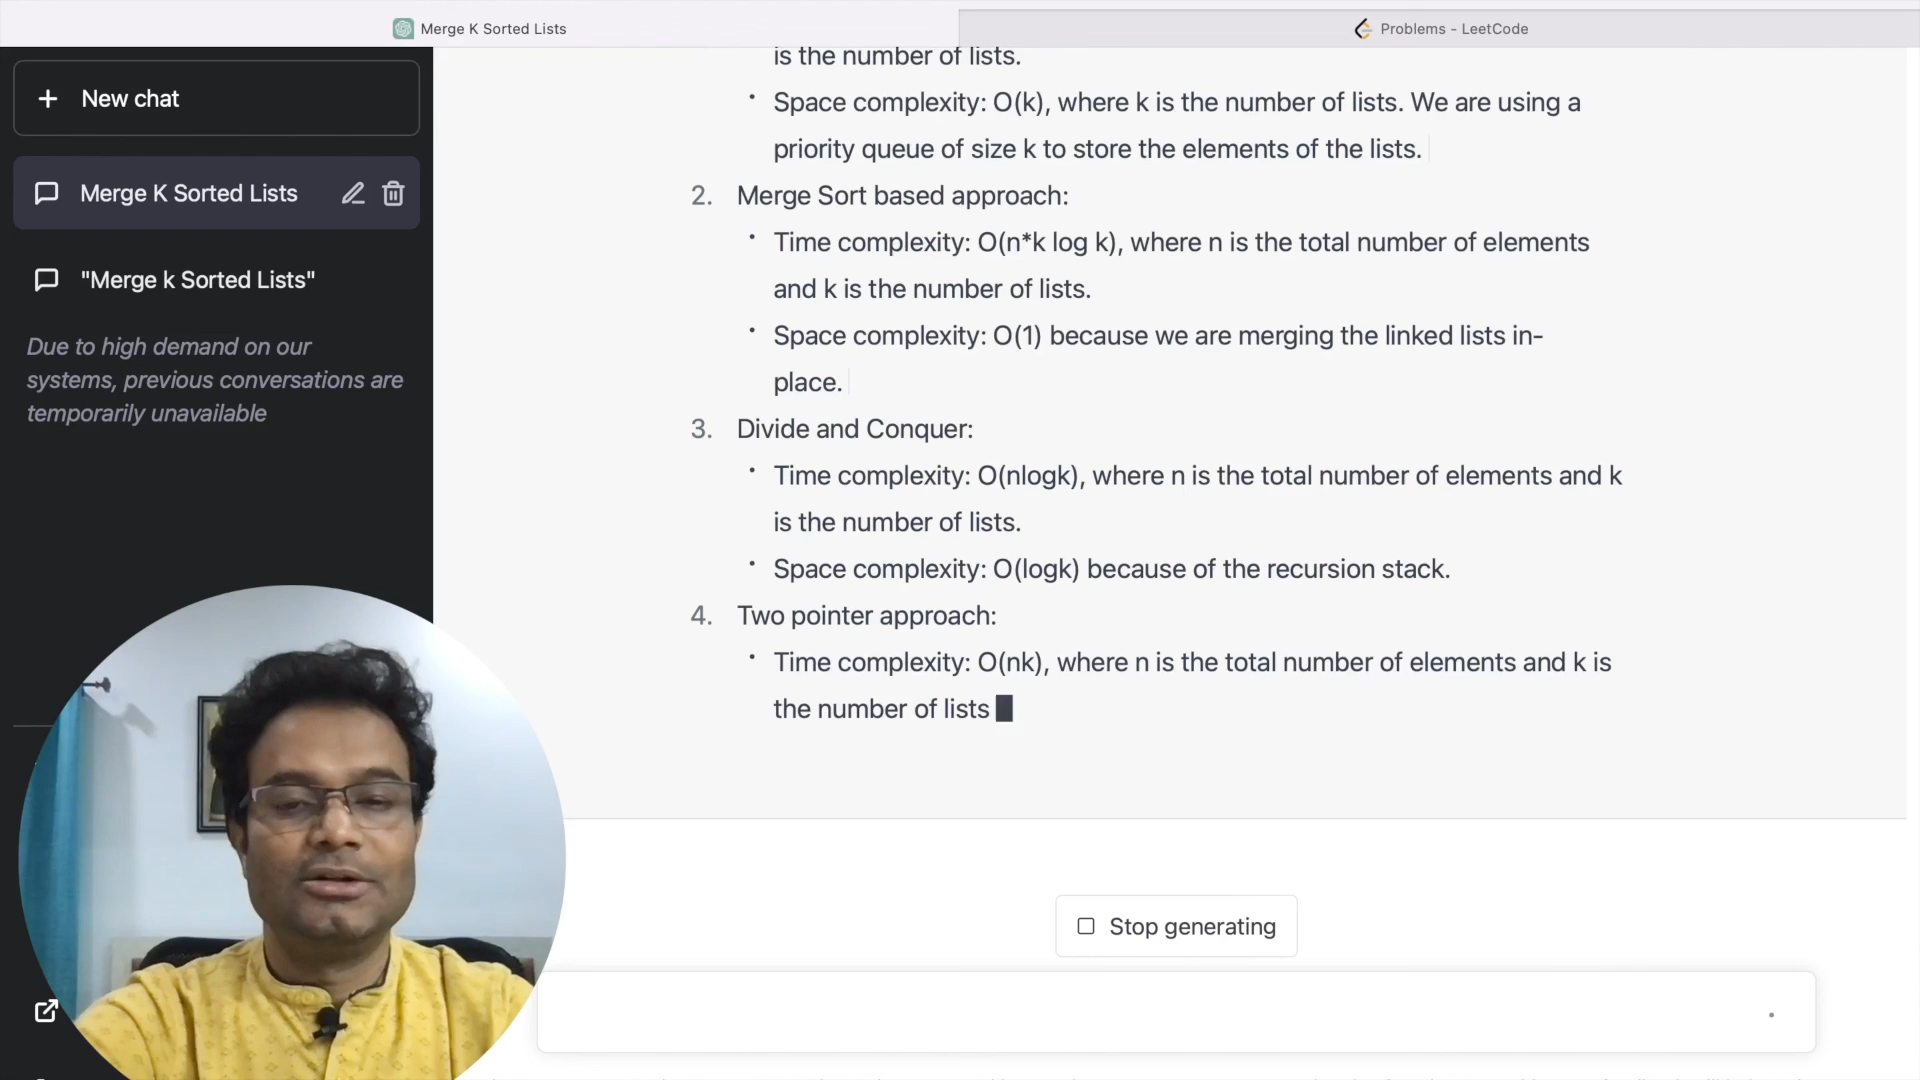 Merge K Sorted Lists
Problems - LeetCode
New chat
Merge K Sorted Lists
"Merge k Sorted Lists"
Due to high demand on our
systems, previous conversations are
temporarily unavailable
is the number of lists.
• Space complexity: O(k), where k is the number of lists. We are using a
priority queue of size k to store the elements of the lists.
2. Merge Sort based approach:
• Time complexity: O(n*k log k), where n is the total number of elements
and k is the number of lists.
• Space complexity: O(1) because we are merging the linked lists in-
place.
3. Divide and Conquer:
• Time complexity: O(nlogk), where n is the total number of elements and k
is the number of lists.
• Space complexity: O(logk) because of the recursion stack.
4. Two pointer approach:
• Time complexity: O(nk), where n is the total number of elements and k is
the number of lists
Stop generating